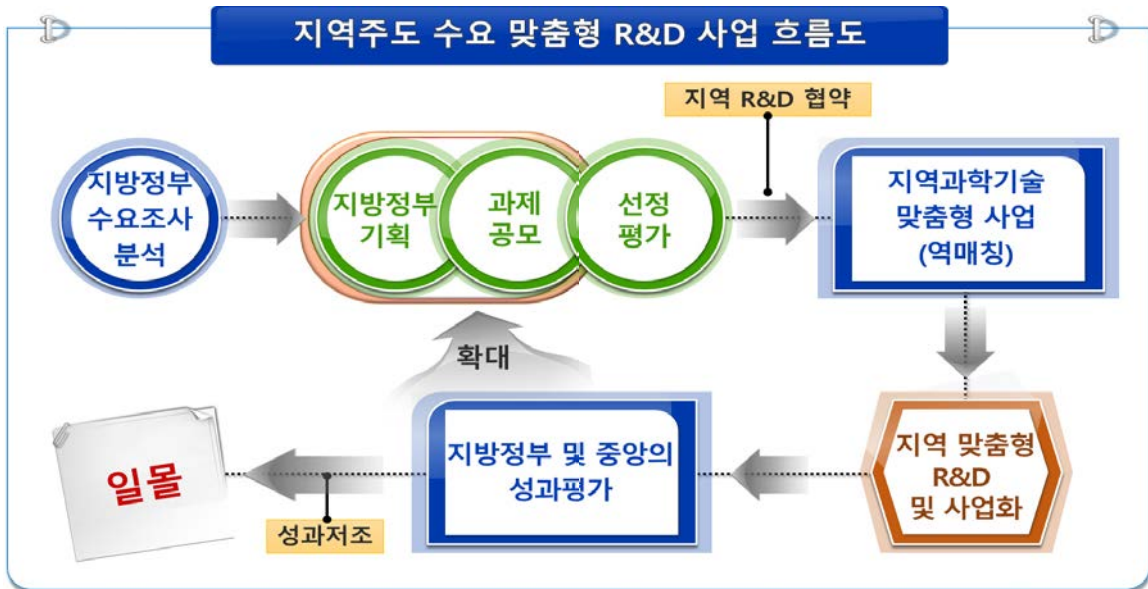 지역주도 수요 맞춤형 R&D 사업 흐름도
지역 R&D 협약
지방정부
수요조사
분석
지방정부
기획
과제
공모
선정
평가
지역과학기술
맞춤형 사업
(역매칭)
확대
일몰
성과저조
지방정부 및 중앙의
성과평가
지역 맞춤형
R&D
및 사업화